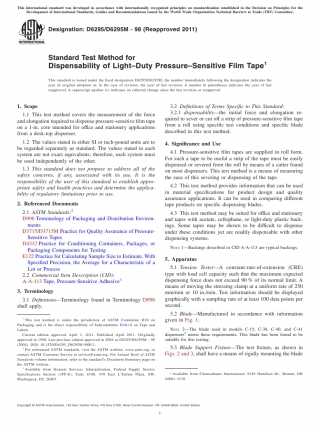 This international standard was developed in accordance with internationally recognized principles on standardization established in the Decision on Principles for the
Development of International Standards, Guides and Recommendations issued by the World Trade Organization Technical Barriers to Trade (TBT) Committee.
Designation: D6295/D6295M – 98 (Reapproved 2011)
Standard Test Method for
Dispensability of Light–Duty Pressure–Sensitive Film Tape¹
This standard is issued under the fixed designation D6295/D6295M; the number immediately following the designation indicates the
year of original adoption or, in the case of revision, the year of last revision. A number in parentheses indicates the year of last
reapproval. A superscript epsilon (ε) indicates an editorial change since the last revision or reapproval.
1. Scope
1.1 This test method covers the measurement of the force
and elongation required to dispense pressure-sensitive film tape
on a 1-in. core intended for office and stationery applications
from a desk top dispenser.
1.2 The values stated in either SI or inch-pound units are to
be regarded separately as standard. The values stated in each
system are not exact equivalents; therefore, each system must
be used independently of the other.
1.3 This standard does not purport to address all of the
safety concerns, if any, associated with its use. It is the
responsibility of the user of this standard to establish appro-
priate safety and health practices and determine the applica-
bility of regulatory limitations prior to use.
2. Referenced Documents
2.1 ASTM Standards:²
D996 Terminology of Packaging and Distribution Environ-
ments
D3715/D3715M Practice for Quality Assurance of Pressure-
Sensitive Tapes
D4332 Practice for Conditioning Containers, Packages, or
Packaging Components for Testing
E122 Practice for Calculating Sample Size to Estimate, With
Specified Precision, the Average for a Characteristic of a
Lot or Process
2.2 Commercial Item Description (CID):
A-A-113 Tape, Pressure-Sensitive Adhesive³
3. Terminology
3.1 Definitions—Terminology found in Terminology D996
shall apply.
¹ This test method is under the jurisdiction of ASTM Committee D10 on
Packaging and is the direct responsibility of Subcommittee D10.14 on Tape and
Labels.
Current edition approved April 1, 2011. Published April 2011. Originally
approved in 1998. Last previous edition approved in 2004 as D6295/D6295M – 98
(2004). DOI: 10.1520/D6295_D6295M-98R11.
² For referenced ASTM standards, visit the ASTM website, www.astm.org, or
contact ASTM Customer Service at service@astm.org. For Annual Book of ASTM
Standards volume information, refer to the standard's Document Summary page on
the ASTM website.
³ Available from General Services Administration, Federal Supply Service
Specifications Section (3FP-E), Suite 8100, 470 East L'Enfant Plaza, SW,
Washington, DC 20407.
3.2 Definitions of Terms Specific to This Standard:
3.2.1 dispensability—the initial force and elongation re-
quired to sever or cut off a strip of pressure-sensitive film tape
from a roll using specific test conditions and specific blade
described in this test method.
4. Significance and Use
4.1 Pressure-sensitive film tapes are supplied in roll form.
For such a tape to be useful a strip of the tape must be easily
dispensed or severed from the roll by means of a cutter found
on most dispensers. This test method is a means of measuring
the ease of this severing or dispensing of the tape.
4.2 This test method provides information that can be used
in material specifications for product design and quality
assurance applications. It can be used in comparing different
tape products on specific dispensing blades.
4.3 This test method may be suited for office and stationery
tapes with acetate, cellophane, or light-duty plastic back-
ings. Some tapes may be shown to be difficult to dispense
under these conditions yet are readily dispensable with other
dispensing systems.
NOTE 1—Backings described in CID A-A-113 are typical backings.
5. Apparatus
5.1 Tension Tester—A constant-rate-of-extension (CRE)
type with load cell capacity such that the maximum expected
dispensing force does not exceed 90 % of its normal limit. A
means of moving the stressing clamp at a uniform rate of 250
mm/min or 10 in./min. Test information should be displayed
graphically with a sampling rate of at least 100 data points per
second.
5.2 Blade—Manufactured in accordance with information
given in Fig. 1.
NOTE 2—The blade used in models C-15, C-38, C-40, and C-41
dispensers⁴ meets these requirements. This blade has been found to be
suitable for this testing.
5.3 Blade Support Fixture—The test fixture, as shown in
Figs. 2 and 3, shall have a means of rigidly mounting the blade
Copyright © ASTM International, 100 Barr Harbor Drive, PO Box C700, West Conshohocken, PA 19428-2959. United States
1